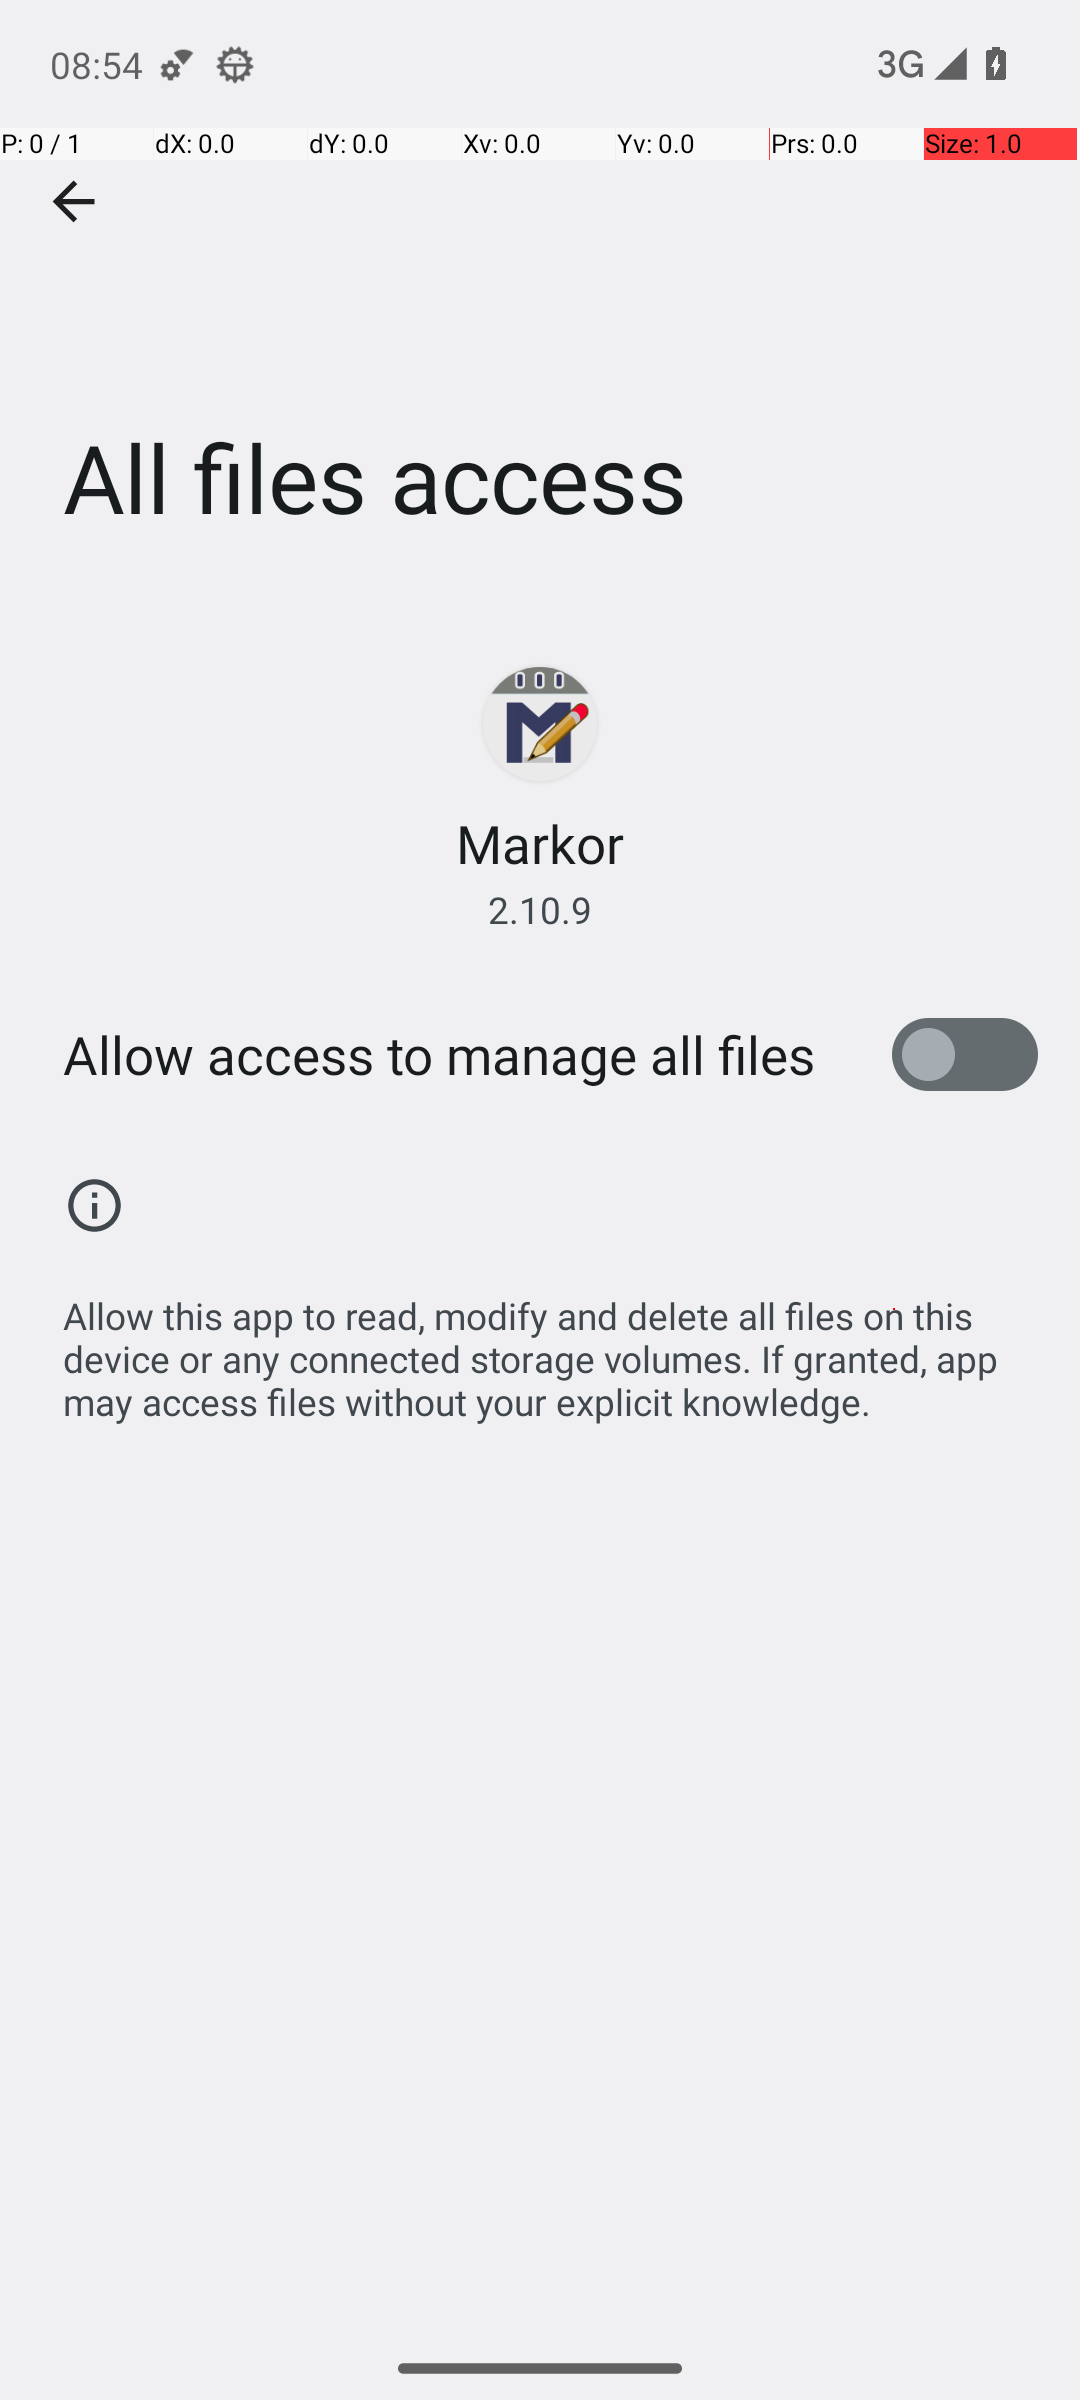 08:54
3G
P: 0 / 1 dX: 0.0 dY: 0.0 Xv: 0.0 Yv: 0.0 Prs: 0.0 Size: 1.0
All files access
Markor
2.10.9
Allow access to manage all files
Allow this app to read, modify and delete all files on this
device or any connected storage volumes. If granted, app
may access files without your explicit knowledge.